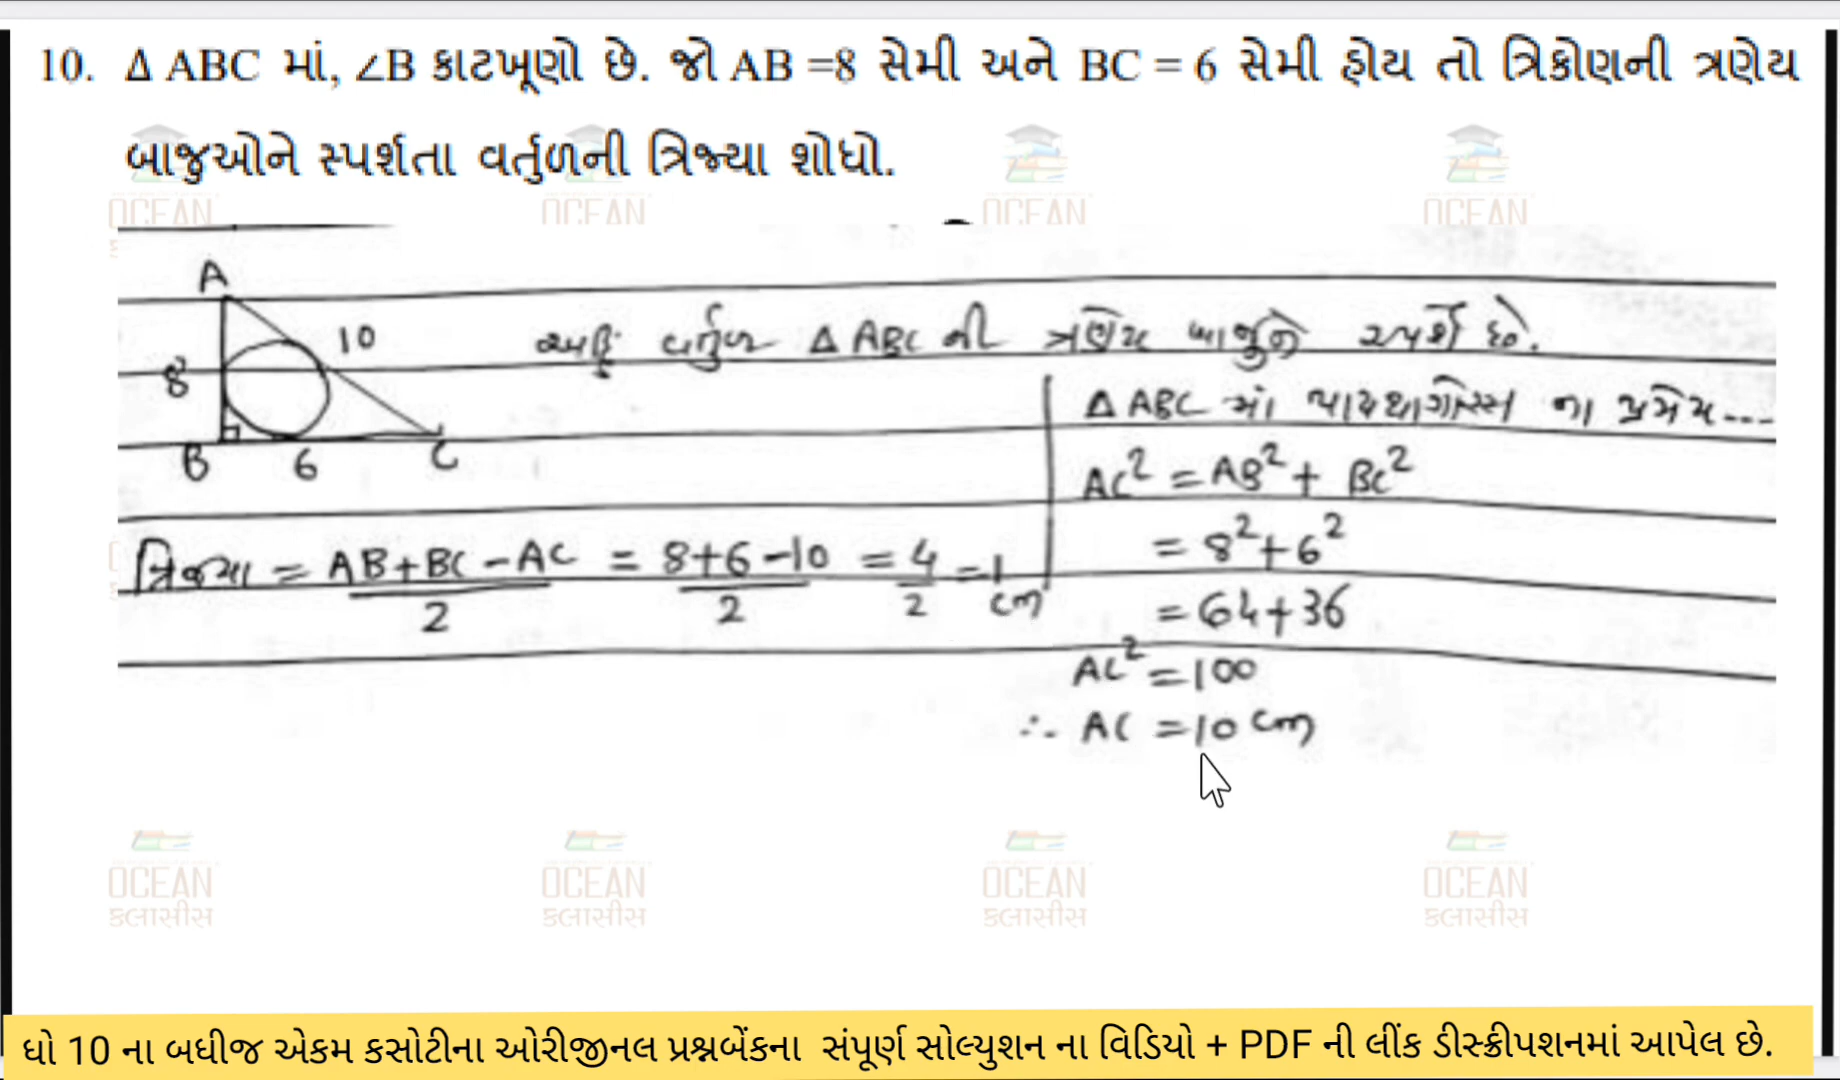 10. Δ ABC માં, ∠B કાટખૂણો છે. જો AB =8 સેમી અને BC = 6 સેમી હોય તો ત્રિકોણની ત્રણેય
બાજુઓને સ્પર્શતા વર્તુળની ત્રિજ્યા શોધો.
A
10
8
B 6 C
અહીં વર્તુળ Δ ABC ની ત્રણેય બાજુને સ્પર્શે છે.
Δ ABC માં પાયથાગોરસ ના પ્રમેય...
AC² = AB² + BC²
= 8² + 6²
= 64+36
AC² = 100
∴ AC = 10 cm
ત્રિજ્યા = AB+BC-AC/2 = 8+6-10/2 = 4/2 = 1 cm
OCEAN OCEAN OCEAN OCEAN
OCEAN OCEAN OCEAN OCEAN
ક્લાસીસ ક્લાસીસ ક્લાસીસ ક્લાસીસ
ધો 10 ના બધીજ એકમ કસોટીના ઓરીજીનલ પ્રશ્નબેંકના સંપૂર્ણ સોલ્યુશન ના વિડિયો + PDF ની લીંક ડીસ્ક્રીપશનમાં આપેલ છે.